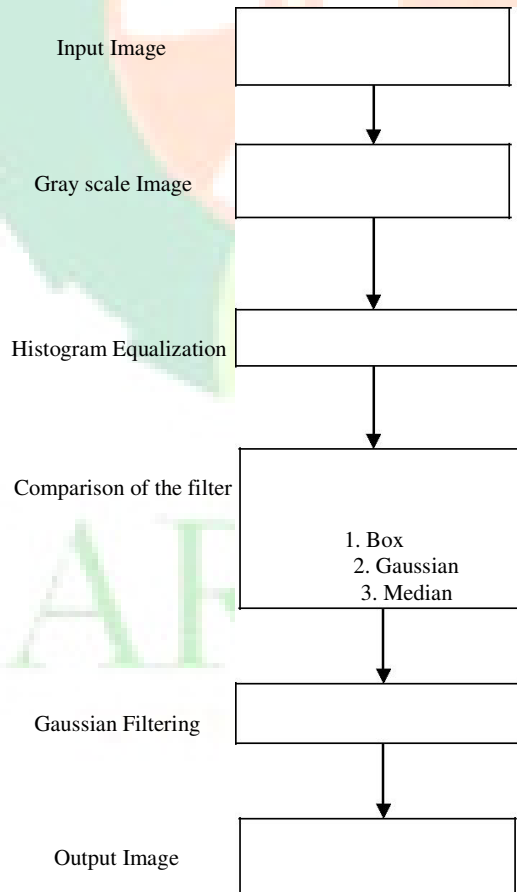 Input Image
Gray scale Image
Histogram Equalization
Comparison of the filter
1. Box
2. Gaussian
3. Median
Gaussian Filtering
Output Image